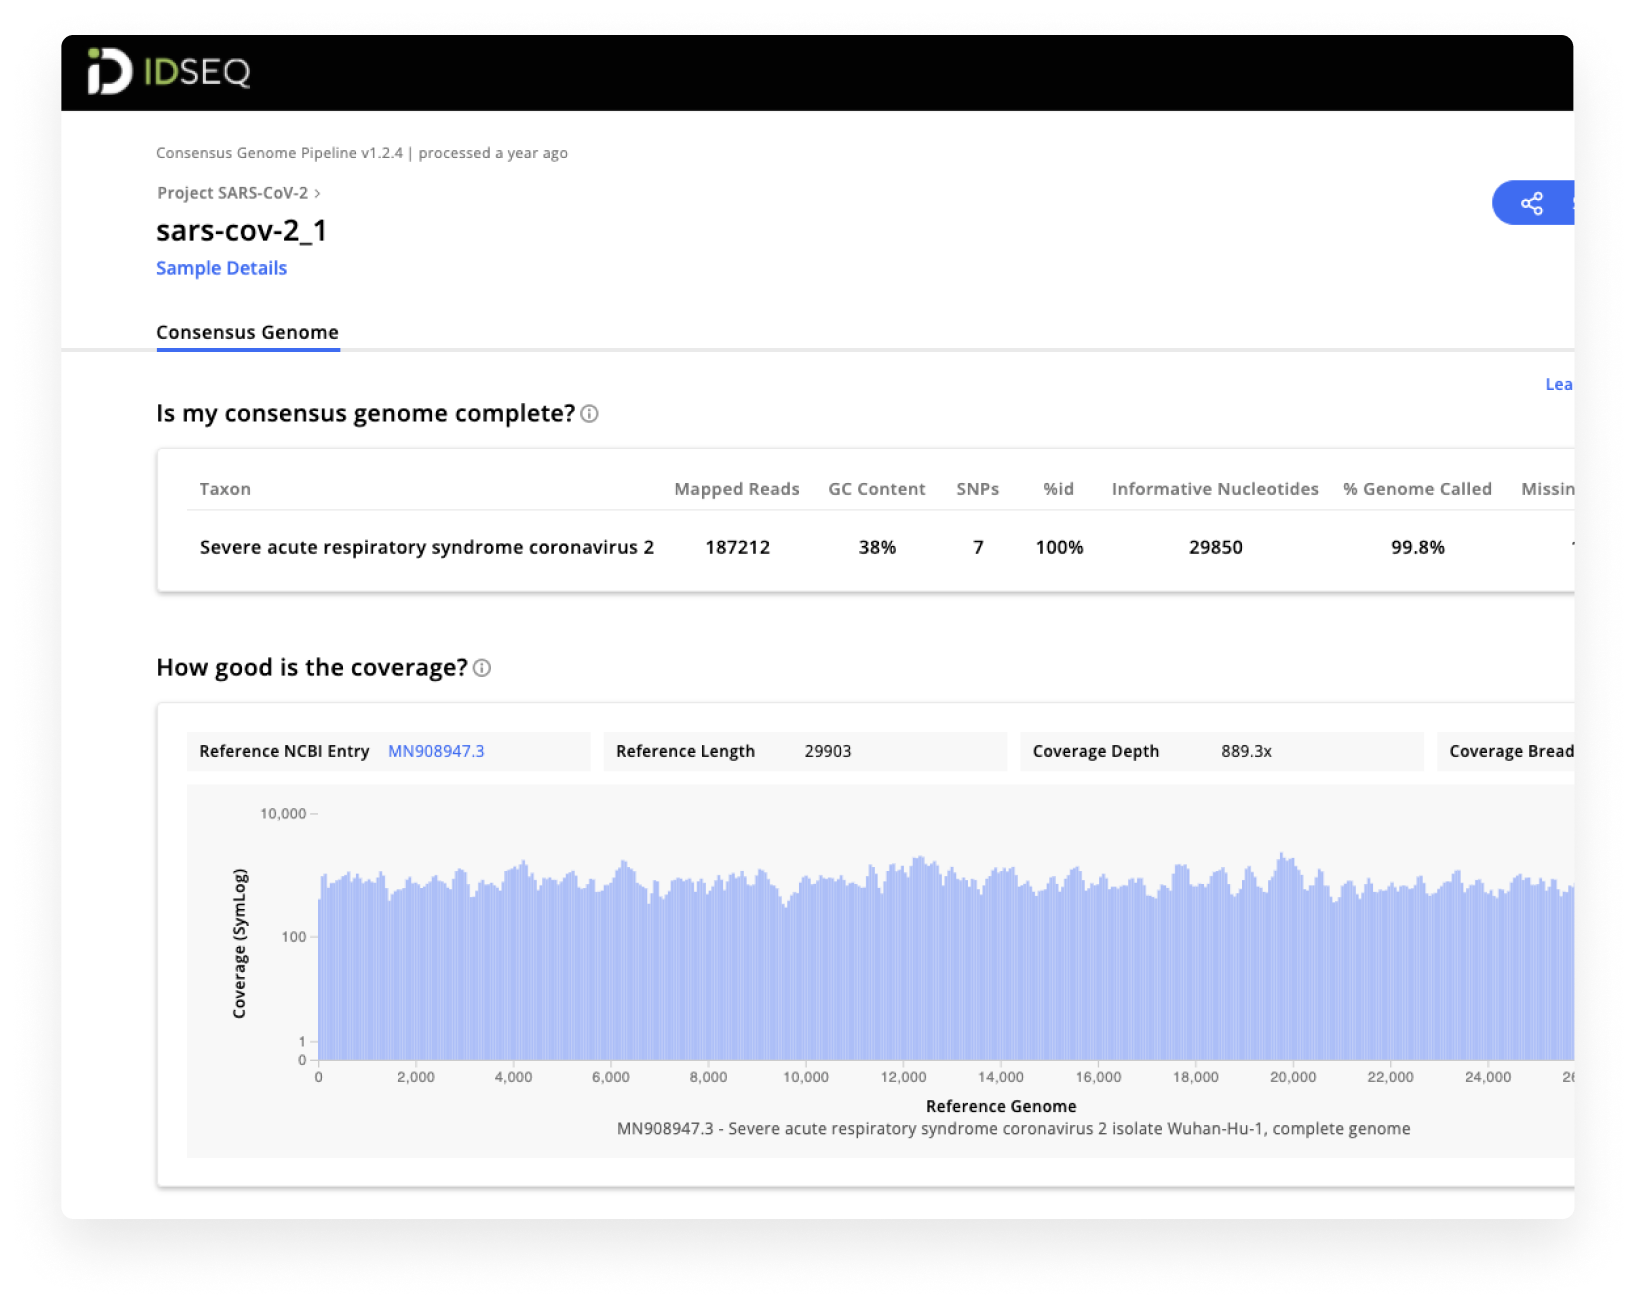 iD IDSEQ
Consensus Genome Pipeline v1.2.4 | processed a year ago
Project SARS-CoV-2 >
sars-cov-2_1
Sample Details
Consensus Genome
Lea
Is my consensus genome complete?
Taxon Mapped Reads GC Content SNPs %id Informative Nucleotides % Genome Called Missin
Severe acute respiratory syndrome coronavirus 2 187212 38% 7 100% 29850 99.8%
How good is the coverage?
Reference NCBI Entry MN908947.3 Reference Length 29903 Coverage Depth 889.3x Coverage Bread
10,000
100
1
0
Coverage (SymLog)
0 2,000 4,000 6,000 8,000 10,000 12,000 14,000 16,000 18,000 20,000 22,000 24,000
Reference Genome
MN908947.3 - Severe acute respiratory syndrome coronavirus 2 isolate Wuhan-Hu-1, complete genome